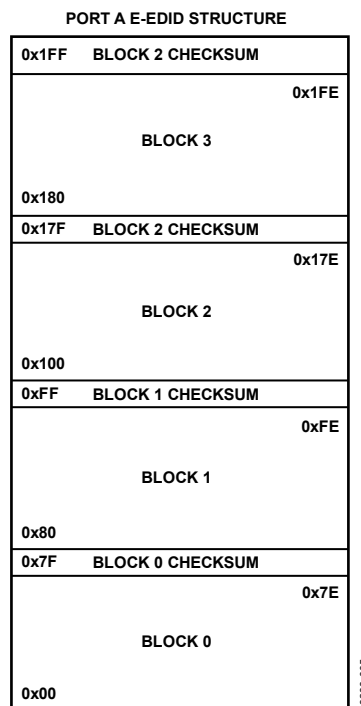 PORT A E-EDID STRUCTURE
0x1FF BLOCK 2 CHECKSUM
0x1FE
BLOCK 3
0x180
0x17F BLOCK 2 CHECKSUM
0x17E
BLOCK 2
0x100
0xFF BLOCK 1 CHECKSUM
0xFE
BLOCK 1
0x80
0x7F BLOCK 0 CHECKSUM
0x7E
BLOCK 0
0x00